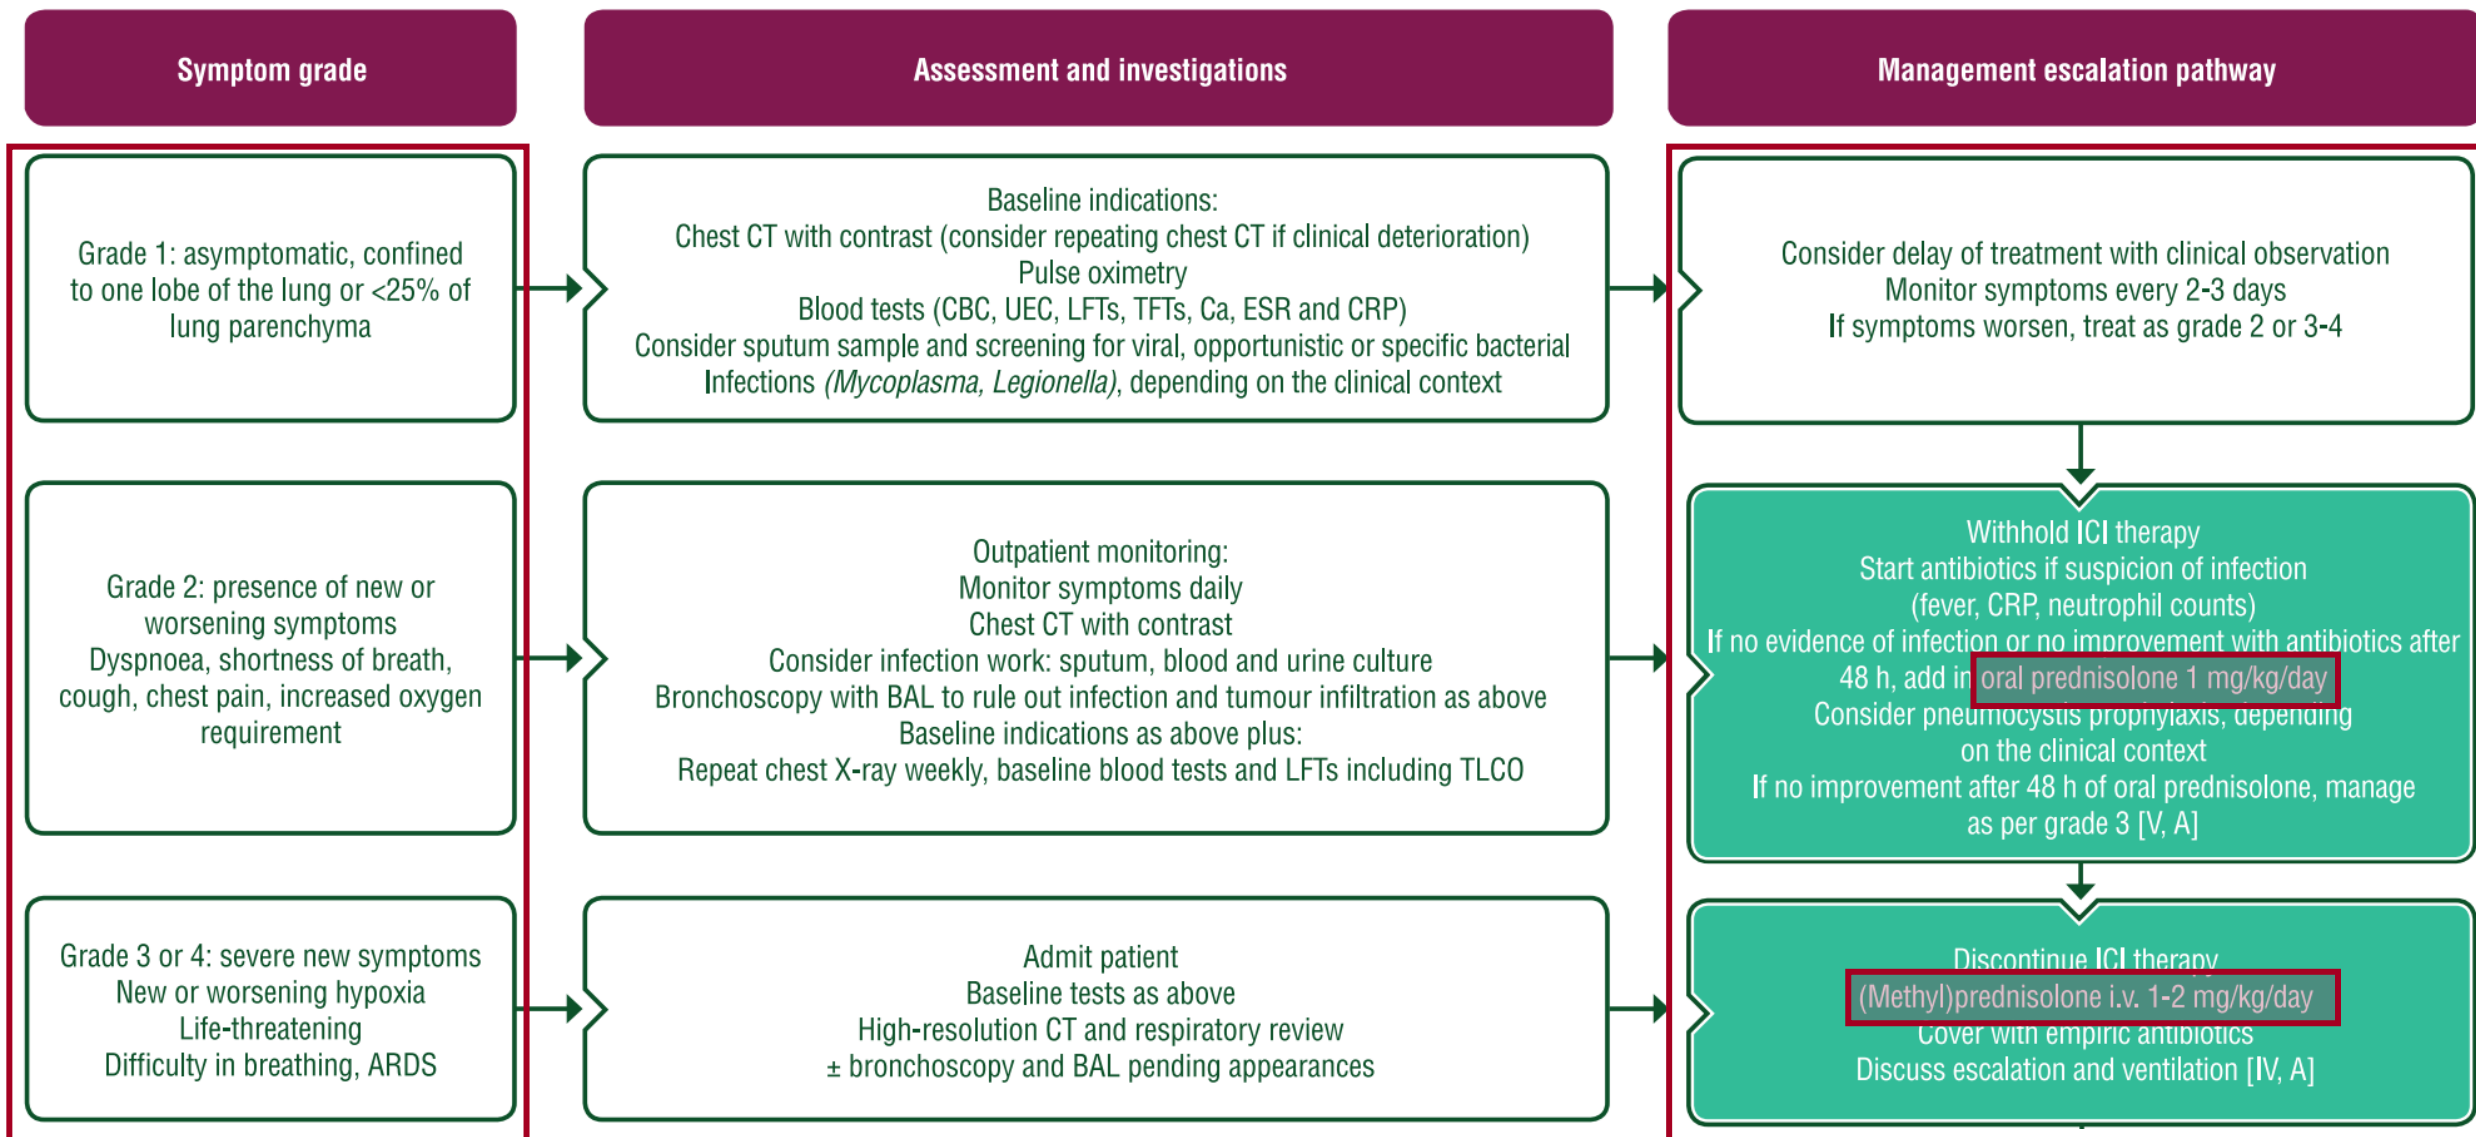 Symptom grade
Assessment and investigations
Management escalation pathway
Grade 1: asymptomatic, confined
to one lobe of the lung or <25% of
lung parenchyma
Baseline indications:
Chest CT with contrast (consider repeating chest CT if clinical deterioration)
Pulse oximetry
Blood tests (CBC, UEC, LFTs, TFTs, Ca, ESR and CRP)
Consider sputum sample and screening for viral, opportunistic or specific bacterial
Infections (Mycoplasma, Legionella), depending on the clinical context
Consider delay of treatment with clinical observation
Monitor symptoms every 2-3 days
If symptoms worsen, treat as grade 2 or 3-4
Grade 2: presence of new or
worsening symptoms
Dyspnoea, shortness of breath,
cough, chest pain, increased oxygen
requirement
Outpatient monitoring:
Monitor symptoms daily
Chest CT with contrast
Consider infection work: sputum, blood and urine culture
Bronchoscopy with BAL to rule out infection and tumour infiltration as above
Baseline indications as above plus:
Repeat chest X-ray weekly, baseline blood tests and LFTs including TLCO
Withhold ICI therapy
Start antibiotics if suspicion of infection
(fever, CRP, neutrophil counts)
If no evidence of infection or no improvement with antibiotics after
48 h, add in oral prednisolone 1 mg/kg/day
Consider pneumocystis prophylaxis, depending
on the clinical context
If no improvement after 48 h of oral prednisolone, manage
as per grade 3 [V, A]
Grade 3 or 4: severe new symptoms
New or worsening hypoxia
Life-threatening
Difficulty in breathing, ARDS
Admit patient
Baseline tests as above
High-resolution CT and respiratory review
± bronchoscopy and BAL pending appearances
Discontinue ICI therapy
(Methyl)prednisolone i.v. 1-2 mg/kg/day
Cover with empiric antibiotics
Discuss escalation and ventilation [IV, A]